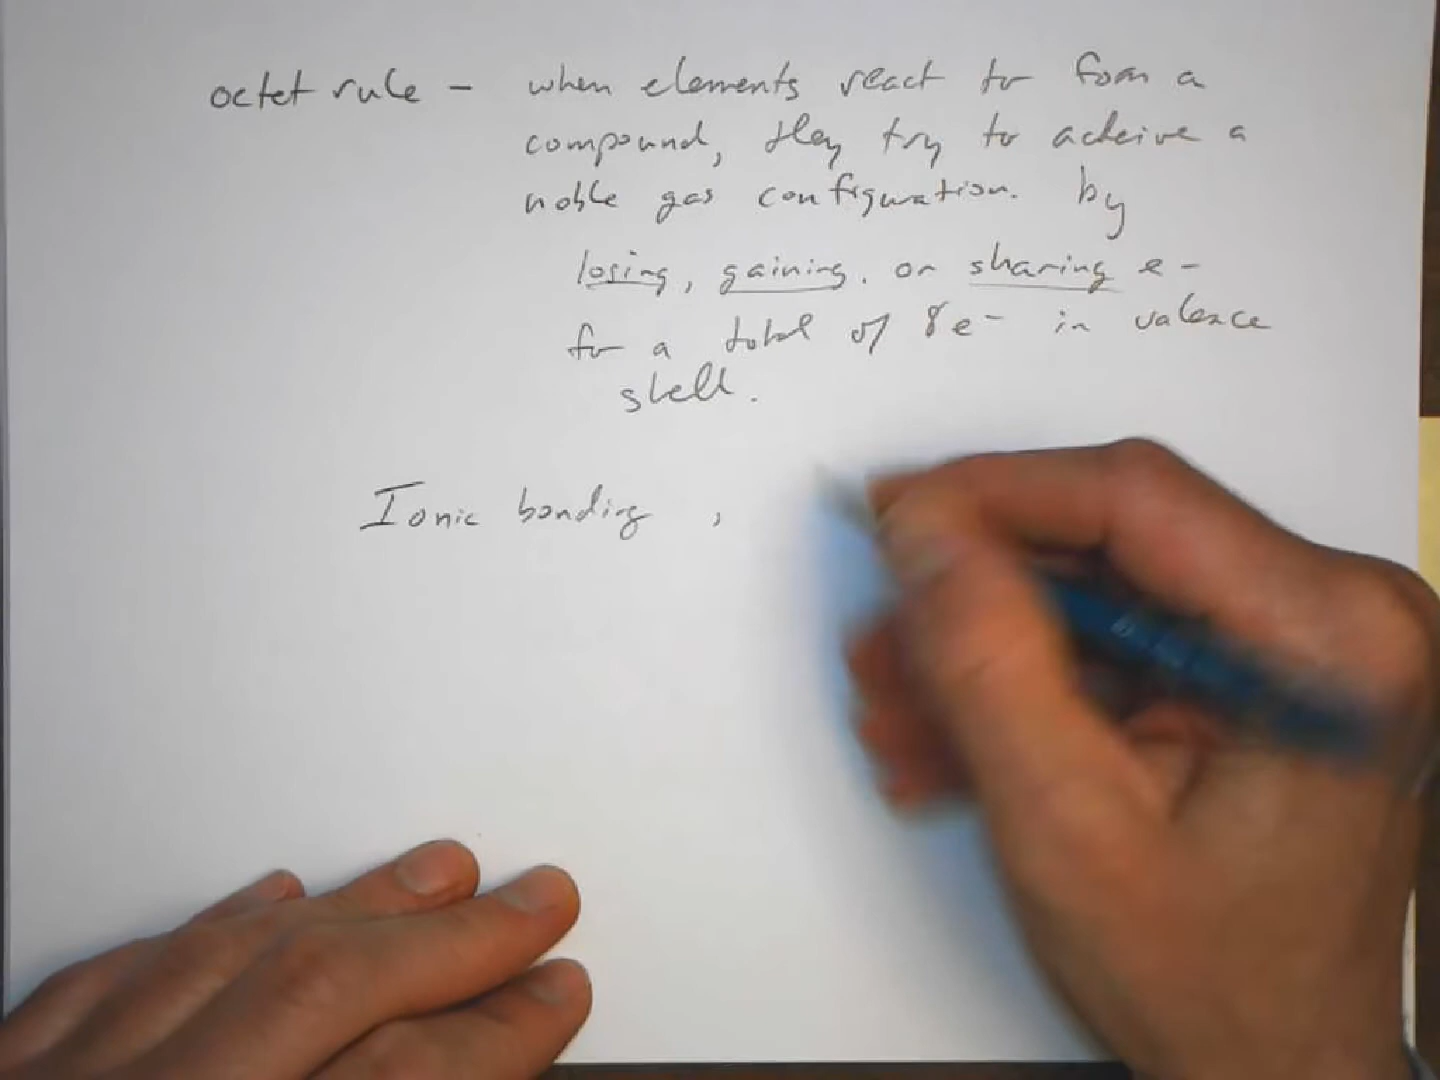 octet rule - when elements react to form a
compound, they try to acheive a
noble gas configuration. by
losing, gaining, or sharing e-
for a total of 8e- in valence
shell.
Ionic bonding ,